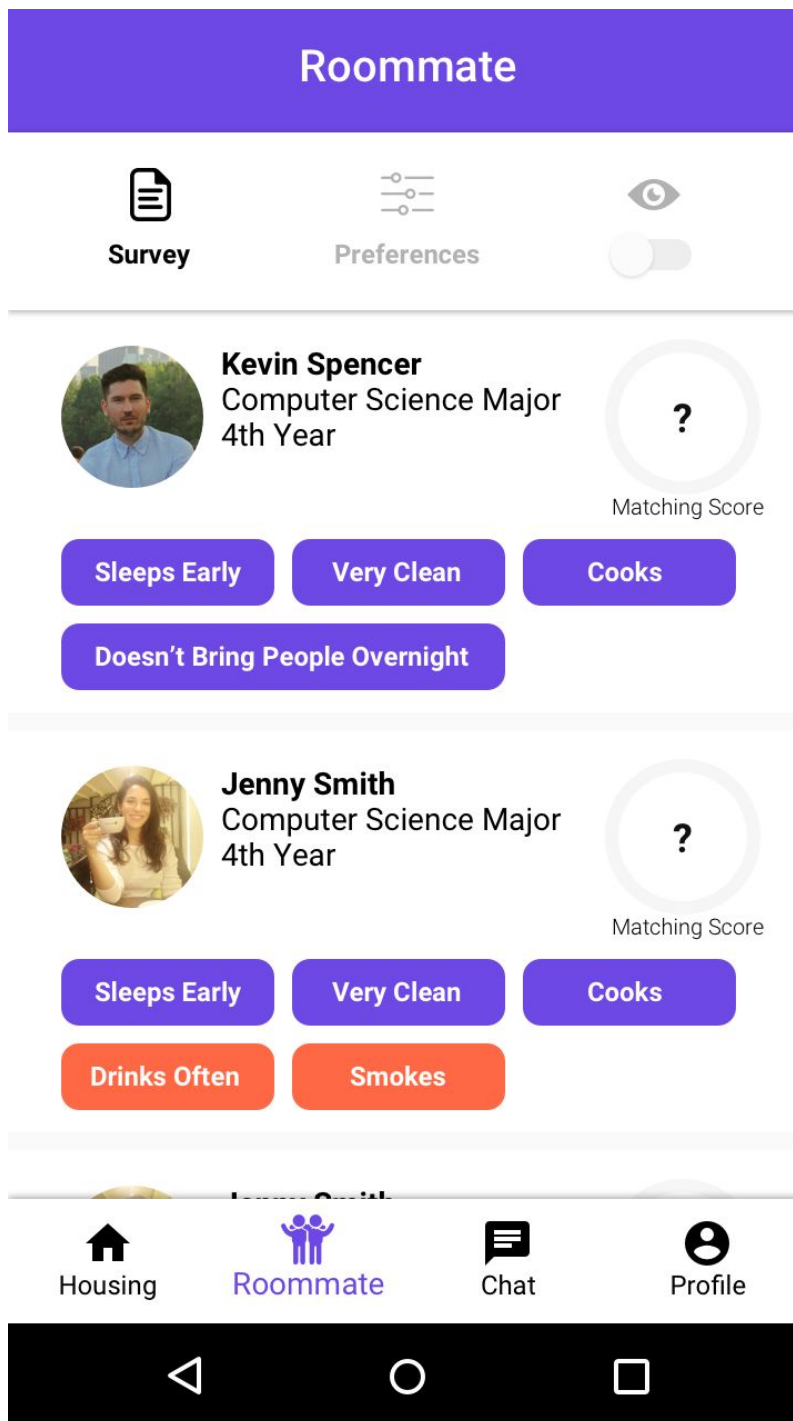 Roommate
Survey
Preferences
Kevin Spencer
Computer Science Major
4th Year
?
Matching Score
Sleeps Early
Very Clean
Cooks
Doesn’t Bring People Overnight
Jenny Smith
Computer Science Major
4th Year
?
Matching Score
Sleeps Early
Very Clean
Cooks
Drinks Often
Smokes
Jenny Smith
Housing
Roommate
Chat
Profile